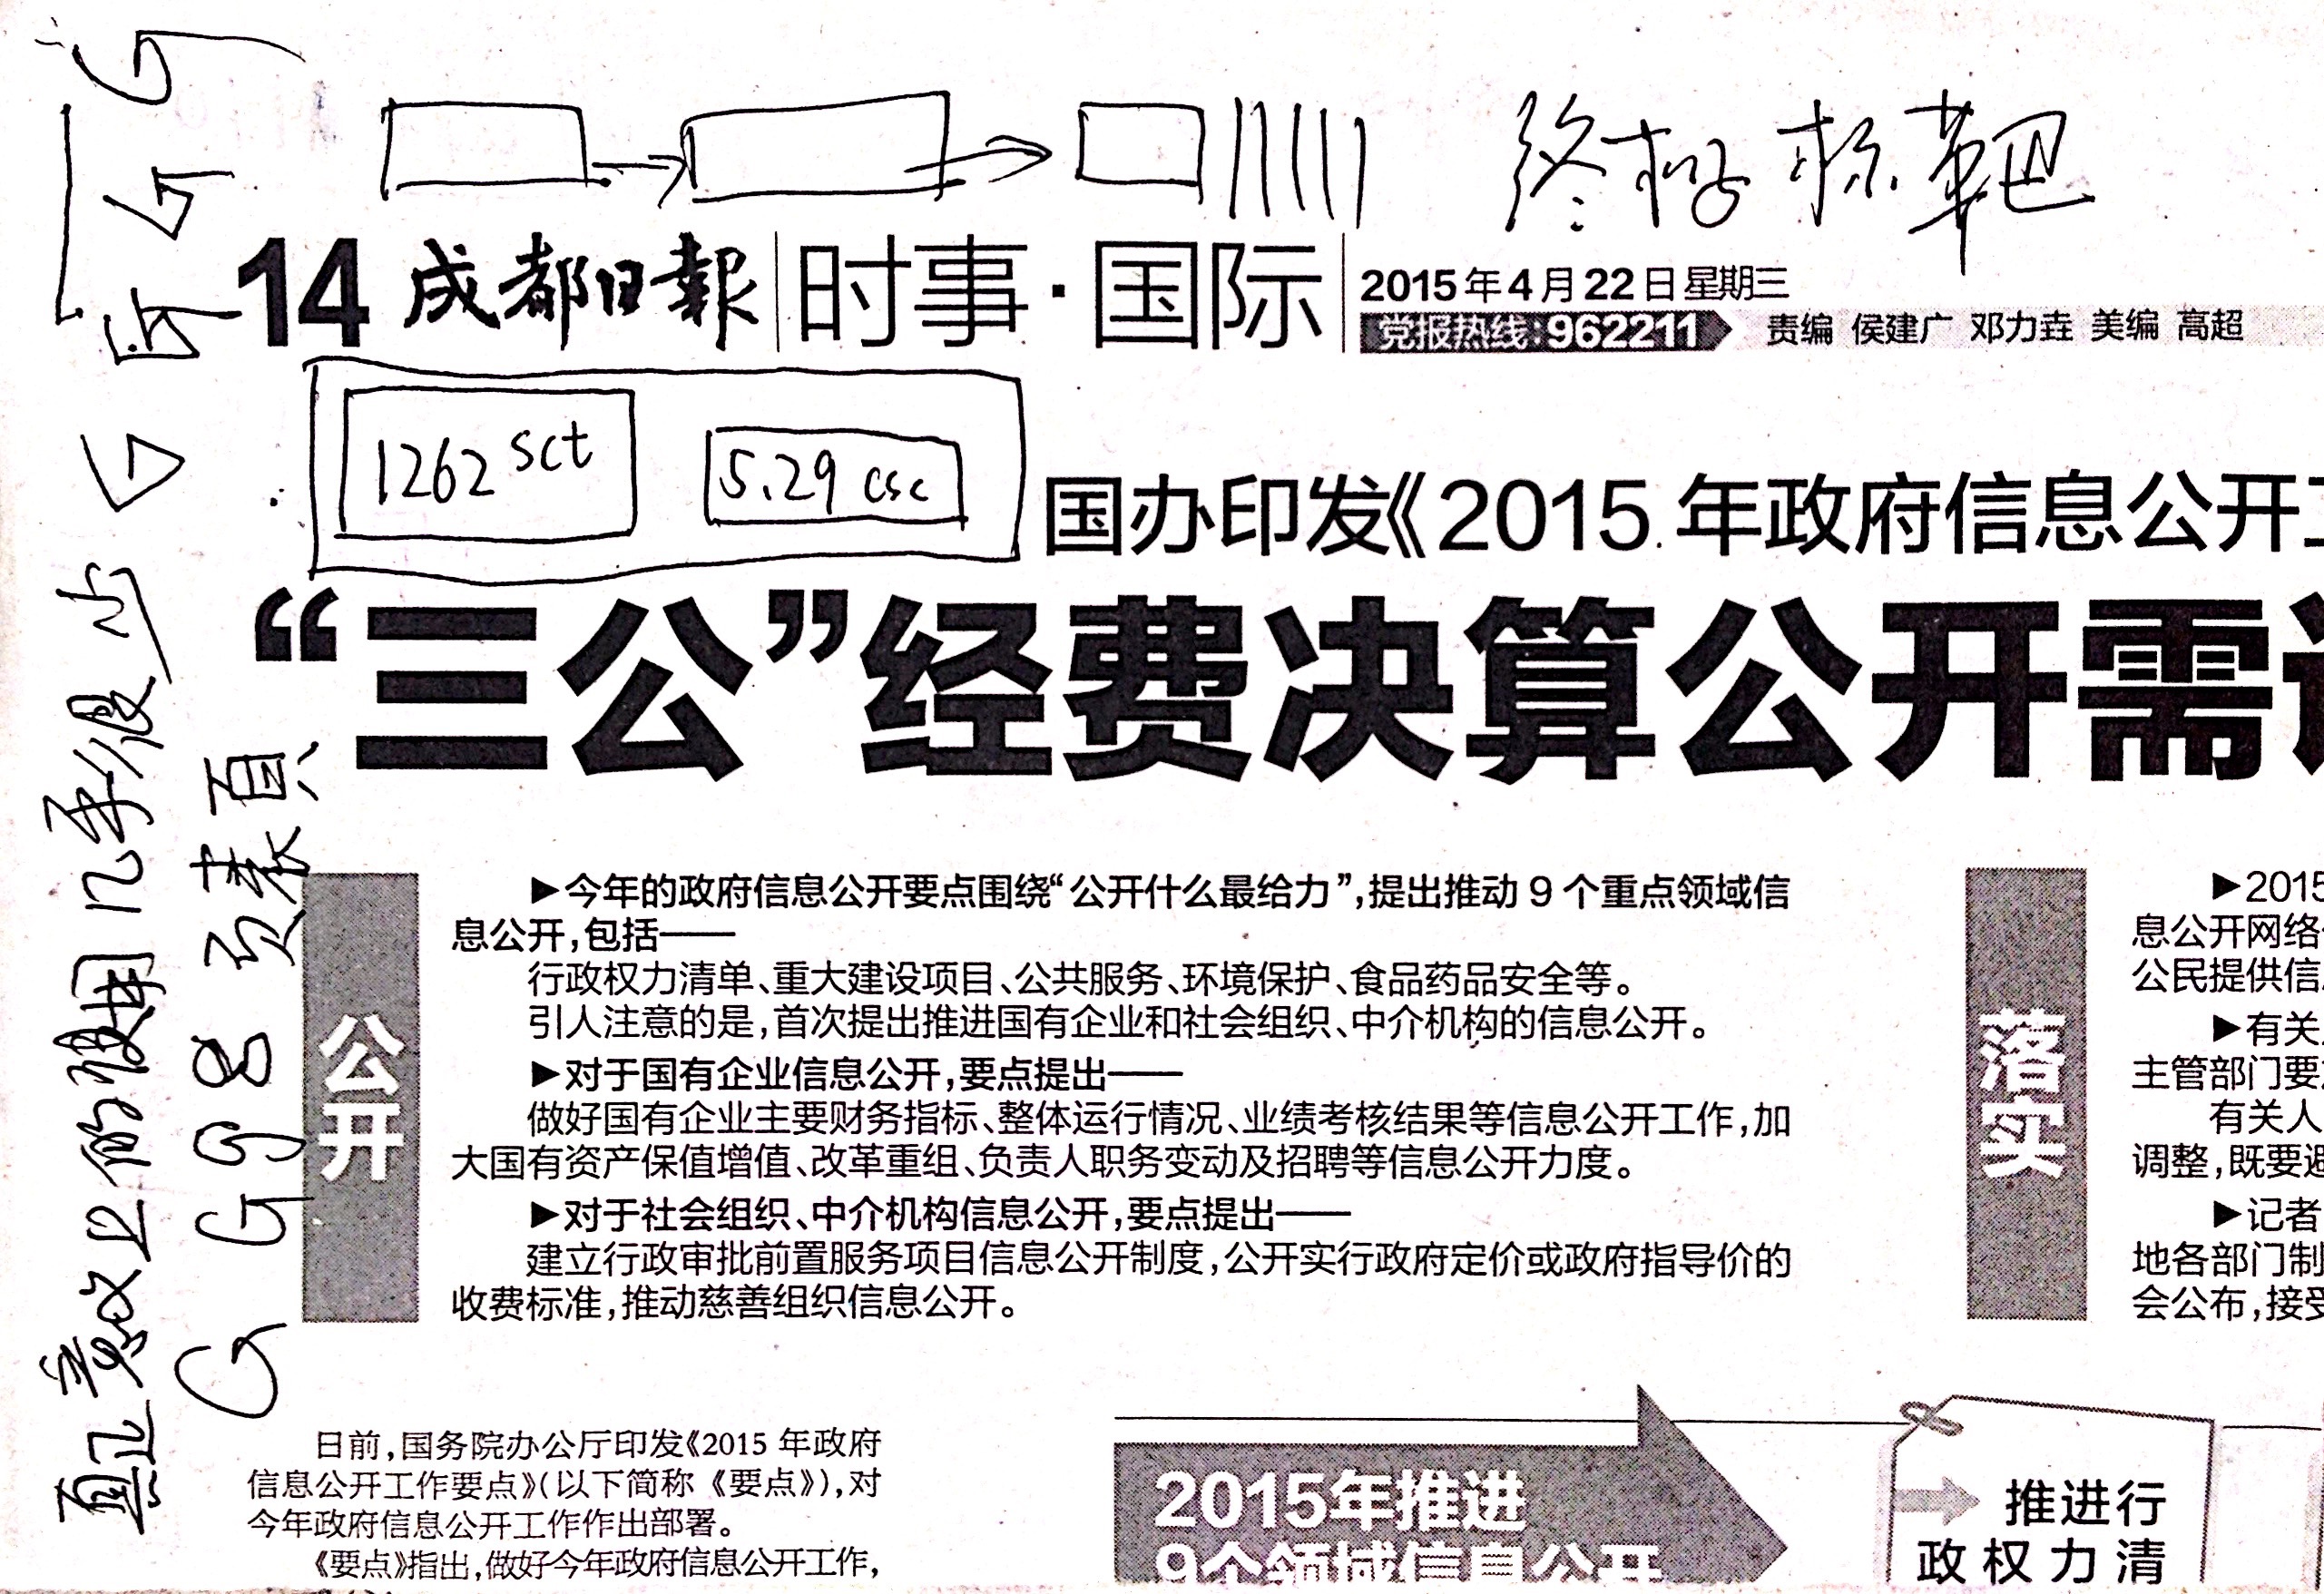 终极标靶
14 成都日報 时事·国际
2015年4月22日 星期三
党报热线:962211 责编 侯建广 邓力垚 美编 高超
1262 sct
5.29 csc
国办印发《2015年政府信息公开
“三公”经费决算公开需
公开
▶今年的政府信息公开要点围绕“公开什么最给力”,提出推动9个重点领域信
息公开,包括——
行政权力清单、重大建设项目、公共服务、环境保护、食品药品安全等。
引人注意的是,首次提出推进国有企业和社会组织、中介机构的信息公开。
▶对于国有企业信息公开,要点提出——
做好国有企业主要财务指标、整体运行情况、业绩考核结果等信息公开工作,加
大国有资产保值增值、改革重组、负责人职务变动及招聘等信息公开力度。
▶对于社会组织、中介机构信息公开,要点提出——
建立行政审批前置服务项目信息公开制度,公开实行政府定价或政府指导价的
收费标准,推动慈善组织信息公开。
落实
▶2015
息公开网络
公民提供信
▶有关
主管部门要
有关人
调整,既要避
▶记者
地各部门制
会公布,接受
日前,国务院办公厅印发《2015年政府
信息公开工作要点》(以下简称《要点》),对
今年政府信息公开工作作出部署。
《要点》指出,做好今年政府信息公开工作,
2015年推进
9个领域信息公开
推进行
政权力清
真正意义上的使用几乎很少